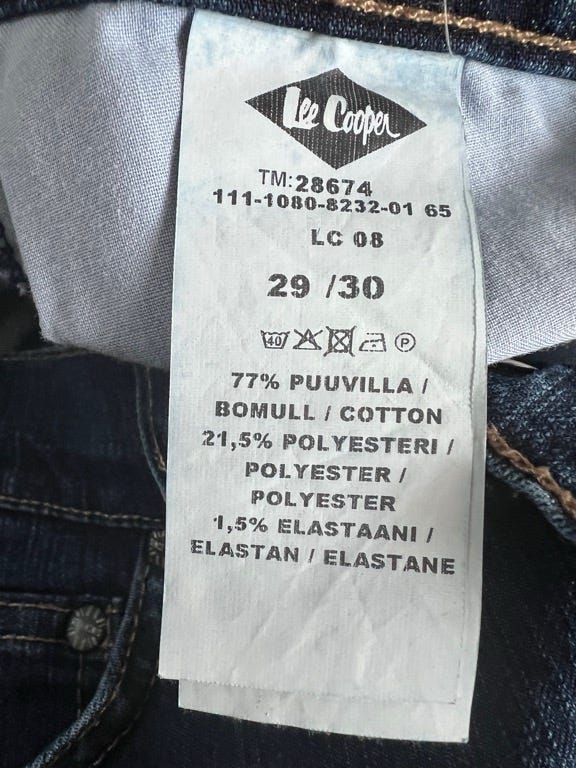 Lee Cooper
TM:28674
111-1080-8232-01 65
LC 08
29 /30
40 P
77% PUUVILLA /
BOMULL / COTTON
21,5% POLYESTERI /
POLYESTER /
POLYESTER
1,5% ELASTAANI /
ELASTAN / ELASTANE